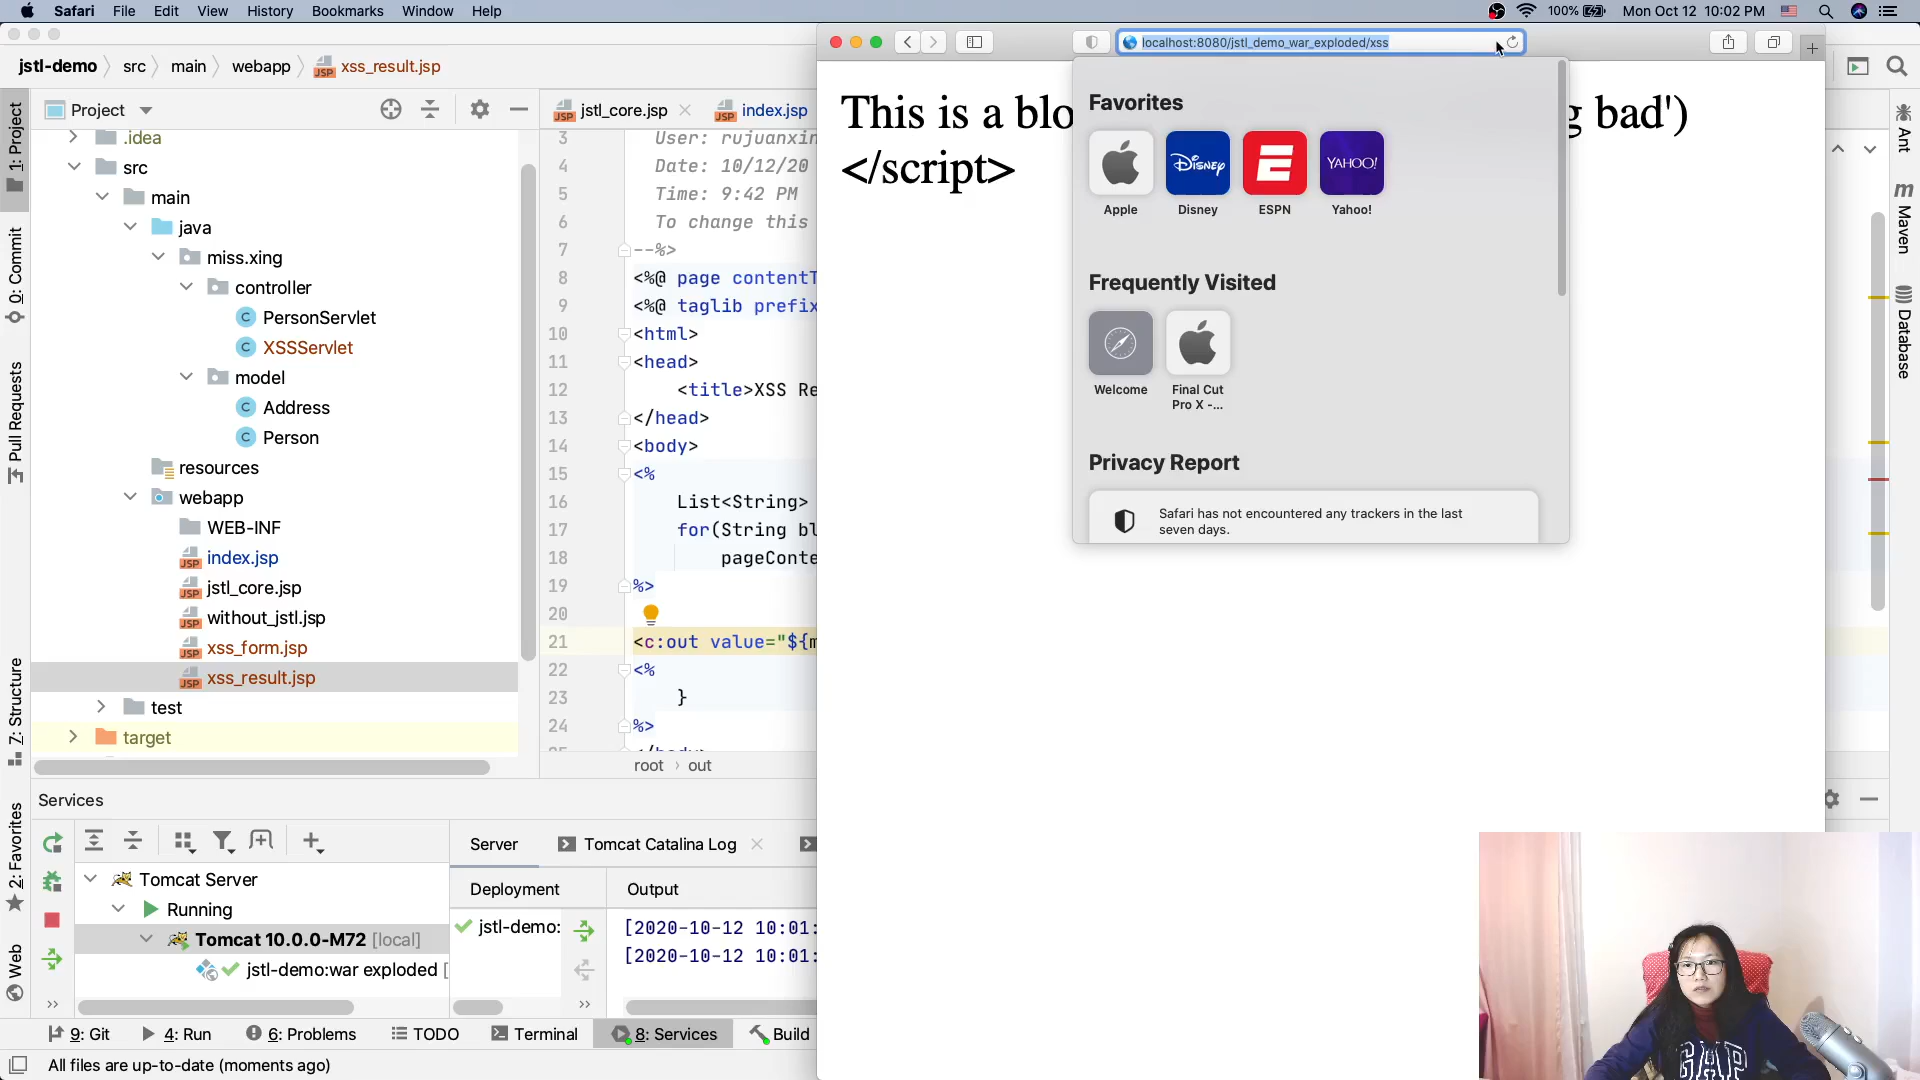 Safari File Edit View History Bookmarks Window Help
100% Mon Oct 12 10:02 PM
jstl-demo src main webapp xss_result.jsp
localhost:8080/jstl_demo_war_exploded/xss
1: Project
0: Commit
Pull Requests
Z: Structure
2: Favorites
Web
Project
.idea
src
main
java
miss.xing
controller
PersonServlet
XSSServlet
model
Address
Person
resources
webapp
WEB-INF
index.jsp
jstl_core.jsp
without_jstl.jsp
xss_form.jsp
xss_result.jsp
test
target
jstl_core.jsp index.jsp
3 User: rujuanxin
4 Date: 10/12/20
5 Time: 9:42 PM
6 To change this
7 --%>
8 <%@ page contentT
9 <%@ taglib prefix
10 <html>
11 <head>
12 <title>XSS Re
13 </head>
14 <body>
15 <%
16 List<String>
17 for(String bl
18 pageConte
19 %>
20
21 <c:out value="${m
22 <%
23 }
24 %>
root › out
This is a blo g bad')
</script>
Favorites
Apple Disney ESPN Yahoo!
Frequently Visited
Welcome Final Cut
Pro X -...
Privacy Report
Safari has not encountered any trackers in the last
seven days.
Ant
Maven
Database
Services
Tomcat Server
Running
Tomcat 10.0.0-M72 [local]
jstl-demo:war exploded [
Server Tomcat Catalina Log
Deployment Output
jstl-demo:
[2020-10-12 10:01:
[2020-10-12 10:01:
9: Git 4: Run 6: Problems TODO Terminal 8: Services Build
All files are up-to-date (moments ago)
GAP